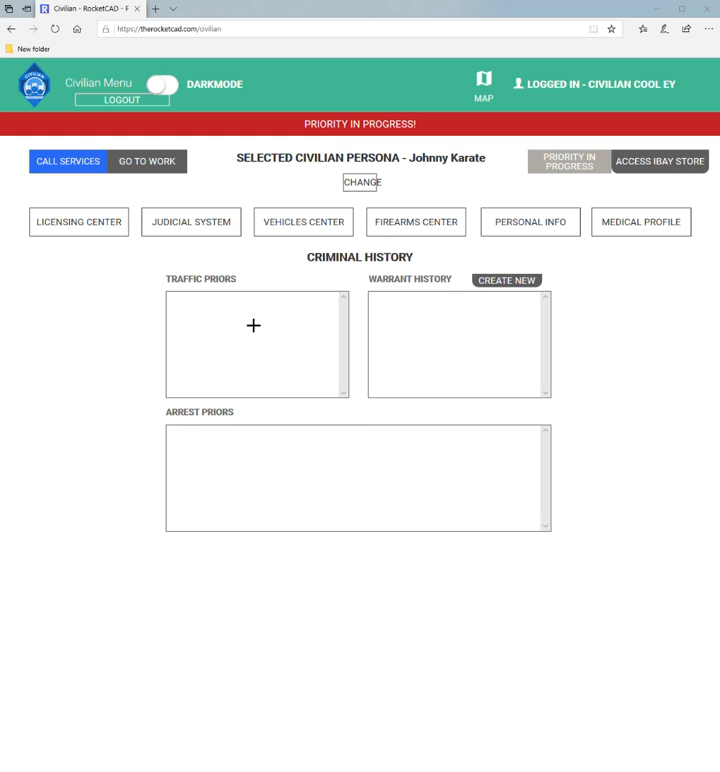 Civilian - RocketCAD - F
https://therocketcad.com/civilian
New folder
CIVILIAN
Civilian Menu
DARKMODE
LOGOUT
MAP
LOGGED IN - CIVILIAN COOL EY
PRIORITY IN PROGRESS!
CALL SERVICES
GO TO WORK
SELECTED CIVILIAN PERSONA - Johnny Karate
CHANGE
PRIORITY IN
PROGRESS
ACCESS IBAY STORE
LICENSING CENTER
JUDICIAL SYSTEM
VEHICLES CENTER
FIREARMS CENTER
PERSONAL INFO
MEDICAL PROFILE
CRIMINAL HISTORY
TRAFFIC PRIORS
WARRANT HISTORY
CREATE NEW
ARREST PRIORS